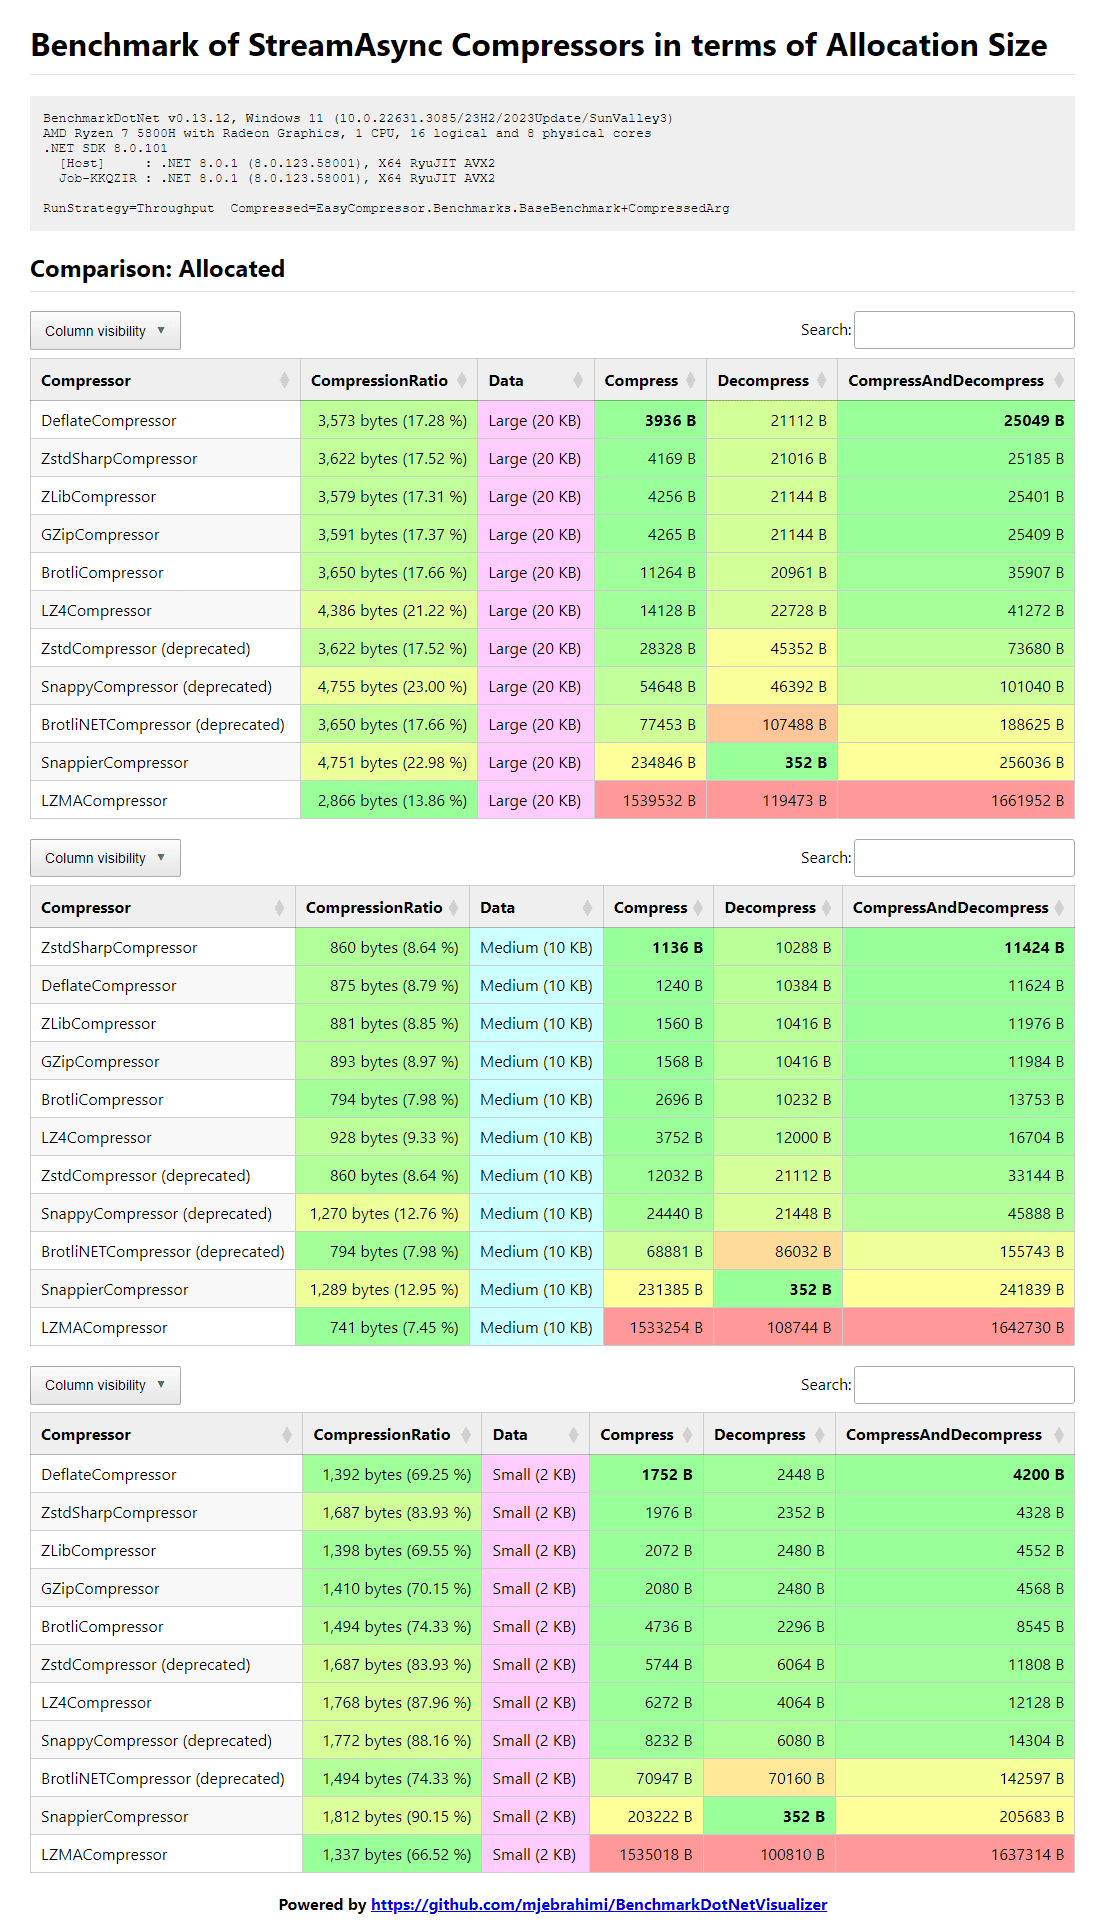 Benchmark of StreamAsync Compressors in terms of Allocation Size
BenchmarkDotNet v0.13.12, Windows 11 (10.0.22631.3085/23H2/2023Update/SunValley3)
AMD Ryzen 7 5800H with Radeon Graphics, 1 CPU, 16 logical and 8 physical cores
.NET SDK 8.0.101
[Host]     : .NET 8.0.1 (8.0.123.58001), X64 RyuJIT AVX2
Job-KKQZIR : .NET 8.0.1 (8.0.123.58001), X64 RyuJIT AVX2
RunStrategy=Throughput  Compressed=EasyCompressor.Benchmarks.BaseBenchmark+CompressedArg
Comparison: Allocated
Column visibility ▼ Search:
Compressor CompressionRatio Data Compress Decompress CompressAndDecompress
DeflateCompressor 3,573 bytes (17.28 %) Large (20 KB) 3936 B 21112 B 25049 B
ZstdSharpCompressor 3,622 bytes (17.52 %) Large (20 KB) 4169 B 21016 B 25185 B
ZLibCompressor 3,579 bytes (17.31 %) Large (20 KB) 4256 B 21144 B 25401 B
GZipCompressor 3,591 bytes (17.37 %) Large (20 KB) 4265 B 21144 B 25409 B
BrotliCompressor 3,650 bytes (17.66 %) Large (20 KB) 11264 B 20961 B 35907 B
LZ4Compressor 4,386 bytes (21.22 %) Large (20 KB) 14128 B 22728 B 41272 B
ZstdCompressor (deprecated) 3,622 bytes (17.52 %) Large (20 KB) 28328 B 45352 B 73680 B
SnappyCompressor (deprecated) 4,755 bytes (23.00 %) Large (20 KB) 54648 B 46392 B 101040 B
BrotliNETCompressor (deprecated) 3,650 bytes (17.66 %) Large (20 KB) 77453 B 107488 B 188625 B
SnappierCompressor 4,751 bytes (22.98 %) Large (20 KB) 234846 B 352 B 256036 B
LZMACompressor 2,866 bytes (13.86 %) Large (20 KB) 1539532 B 119473 B 1661952 B
Column visibility ▼ Search:
Compressor CompressionRatio Data Compress Decompress CompressAndDecompress
ZstdSharpCompressor 860 bytes (8.64 %) Medium (10 KB) 1136 B 10288 B 11424 B
DeflateCompressor 875 bytes (8.79 %) Medium (10 KB) 1240 B 10384 B 11624 B
ZLibCompressor 881 bytes (8.85 %) Medium (10 KB) 1560 B 10416 B 11976 B
GZipCompressor 893 bytes (8.97 %) Medium (10 KB) 1568 B 10416 B 11984 B
BrotliCompressor 794 bytes (7.98 %) Medium (10 KB) 2696 B 10232 B 13753 B
LZ4Compressor 928 bytes (9.33 %) Medium (10 KB) 3752 B 12000 B 16704 B
ZstdCompressor (deprecated) 860 bytes (8.64 %) Medium (10 KB) 12032 B 21112 B 33144 B
SnappyCompressor (deprecated) 1,270 bytes (12.76 %) Medium (10 KB) 24440 B 21448 B 45888 B
BrotliNETCompressor (deprecated) 794 bytes (7.98 %) Medium (10 KB) 68881 B 86032 B 155743 B
SnappierCompressor 1,289 bytes (12.95 %) Medium (10 KB) 231385 B 352 B 241839 B
LZMACompressor 741 bytes (7.45 %) Medium (10 KB) 1533254 B 108744 B 1642730 B
Column visibility ▼ Search:
Compressor CompressionRatio Data Compress Decompress CompressAndDecompress
DeflateCompressor 1,392 bytes (69.25 %) Small (2 KB) 1752 B 2448 B 4200 B
ZstdSharpCompressor 1,687 bytes (83.93 %) Small (2 KB) 1976 B 2352 B 4328 B
ZLibCompressor 1,398 bytes (69.55 %) Small (2 KB) 2072 B 2480 B 4552 B
GZipCompressor 1,410 bytes (70.15 %) Small (2 KB) 2080 B 2480 B 4568 B
BrotliCompressor 1,494 bytes (74.33 %) Small (2 KB) 4736 B 2296 B 8545 B
ZstdCompressor (deprecated) 1,687 bytes (83.93 %) Small (2 KB) 5744 B 6064 B 11808 B
LZ4Compressor 1,768 bytes (87.96 %) Small (2 KB) 6272 B 4064 B 12128 B
SnappyCompressor (deprecated) 1,772 bytes (88.16 %) Small (2 KB) 8232 B 6080 B 14304 B
BrotliNETCompressor (deprecated) 1,494 bytes (74.33 %) Small (2 KB) 70947 B 70160 B 142597 B
SnappierCompressor 1,812 bytes (90.15 %) Small (2 KB) 203222 B 352 B 205683 B
LZMACompressor 1,337 bytes (66.52 %) Small (2 KB) 1535018 B 100810 B 1637314 B
Powered by https://github.com/mjebrahimi/BenchmarkDotNetVisualizer